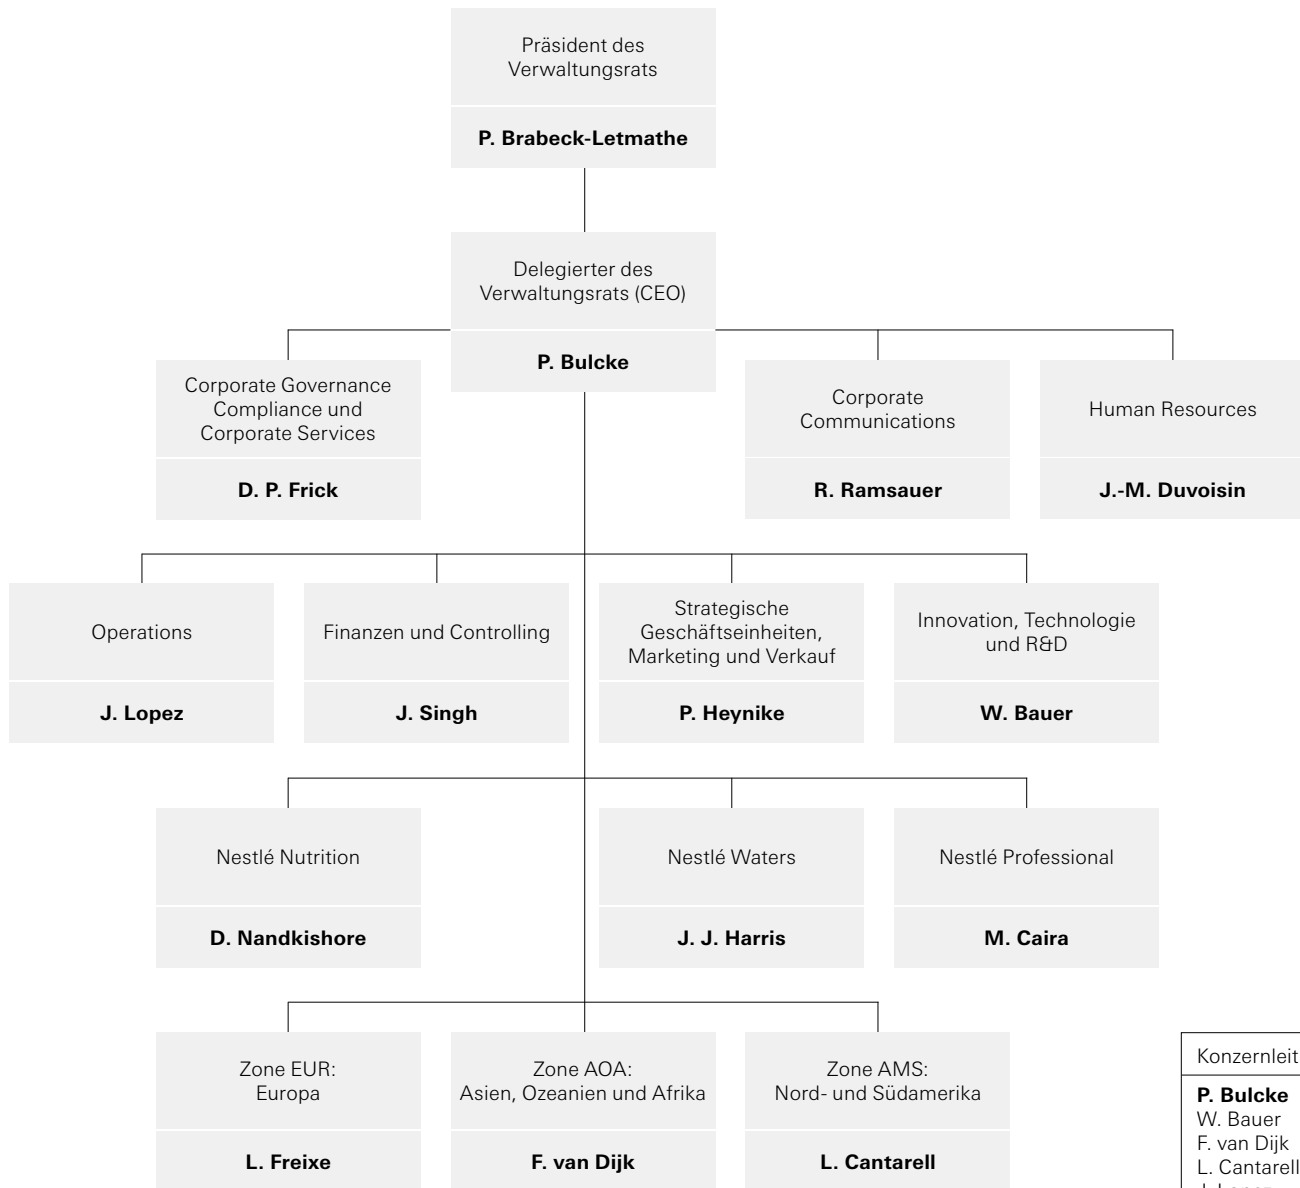 Präsident des
Verwaltungsrats
P. Brabeck-Letmathe
Delegierter des
Verwaltungsrats (CEO)
P. Bulcke
Corporate Governance
Compliance und
Corporate Services
D. P. Frick
Corporate
Communications
R. Ramsauer
Human Resources
J.-M. Duvoisin
Operations
J. Lopez
Finanzen und Controlling
J. Singh
Strategische
Geschäftseinheiten,
Marketing und Verkauf
P. Heynike
Innovation, Technologie
und R&D
W. Bauer
Nestlé Nutrition
D. Nandkishore
Nestlé Waters
J. J. Harris
Nestlé Professional
M. Caira
Zone EUR:
Europa
L. Freixe
Zone AOA:
Asien, Ozeanien und Afrika
F. van Dijk
Zone AMS:
Nord- und Südamerika
L. Cantarell
Konzernleit
P. Bulcke
W. Bauer
F. van Dijk
L. Cantarell